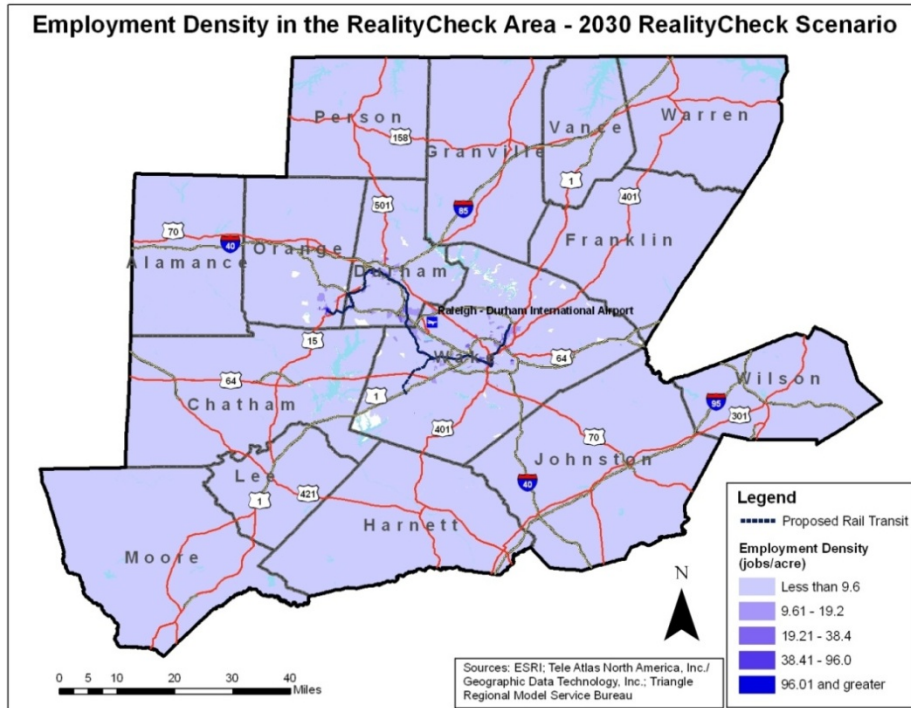 Employment Density in the RealityCheck Area - 2030 RealityCheck Scenario
Person
Vance
Warren
158
Granville
1
401
501
85
70
40
Orange
Franklin
Alamance
Durham
Raleigh - Durham International Airport
15
Wake
64
64
Wilson
Chatham
1
95
301
401
70
Johnston
Lee
421
40
1
Harnett
Moore
N
0 5 10 20 30 40
Miles
Sources: ESRI; Tele Atlas North America, Inc./
Geographic Data Technology, Inc.; Triangle
Regional Model Service Bureau
Legend
Proposed Rail Transit
Employment Density
(jobs/acre)
Less than 9.6
9.61 - 19.2
19.21 - 38.4
38.41 - 96.0
96.01 and greater